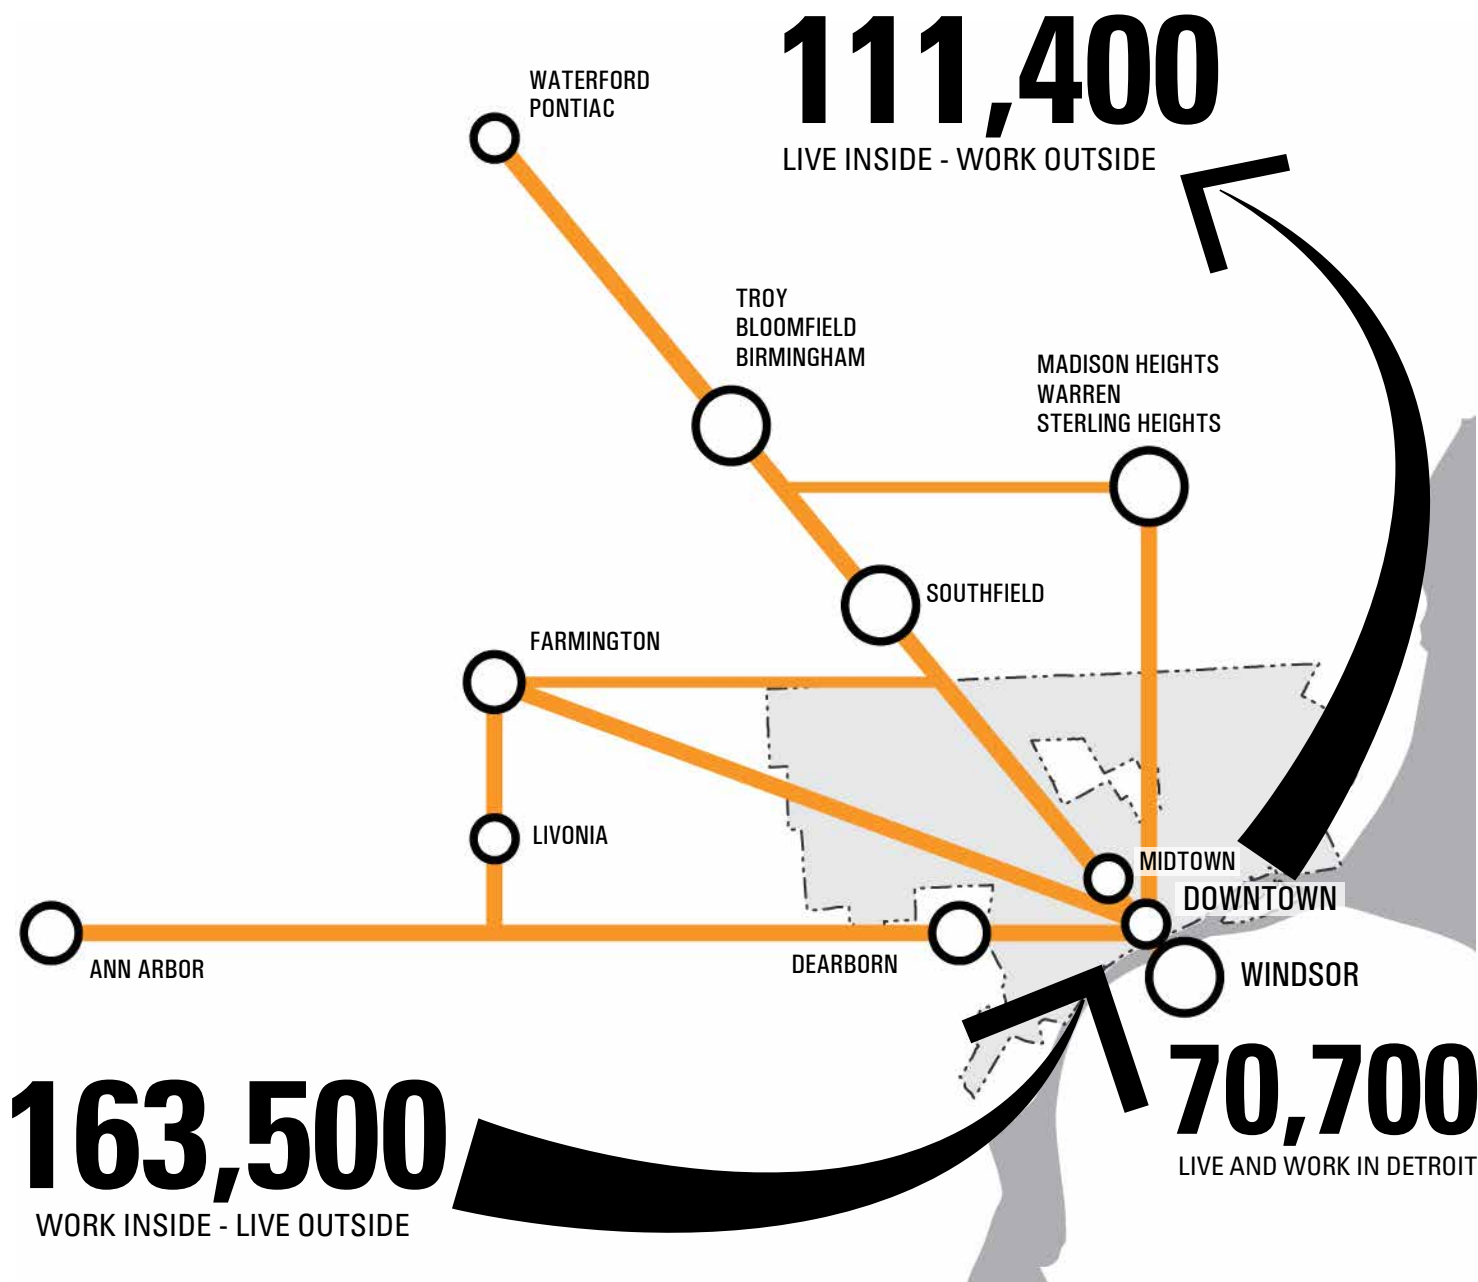 111,400
LIVE INSIDE - WORK OUTSIDE
WATERFORD
PONTIAC
TROY
BLOOMFIELD
BIRMINGHAM
MADISON HEIGHTS
WARREN
STERLING HEIGHTS
SOUTHFIELD
FARMINGTON
LIVONIA
MIDTOWN
DOWNTOWN
ANN ARBOR
DEARBORN
WINDSOR
70,700
LIVE AND WORK IN DETROIT
163,500
WORK INSIDE - LIVE OUTSIDE